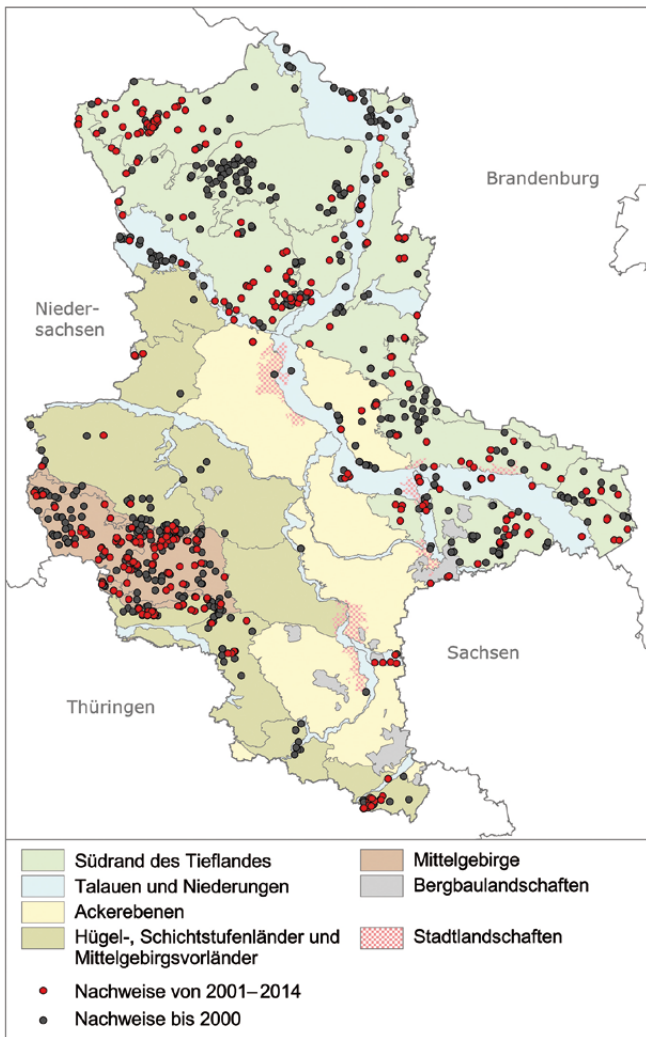 Brandenburg
Nieder-
sachsen
Sachsen
Thüringen
Südrand des Tieflandes
Talauen und Niederungen
Ackerebenen
Hügel-, Schichtstufenländer und
Mittelgebirgsvorländer
Mittelgebirge
Bergbaulandschaften
Stadtlandschaften
Nachweise von 2001–2014
Nachweise bis 2000